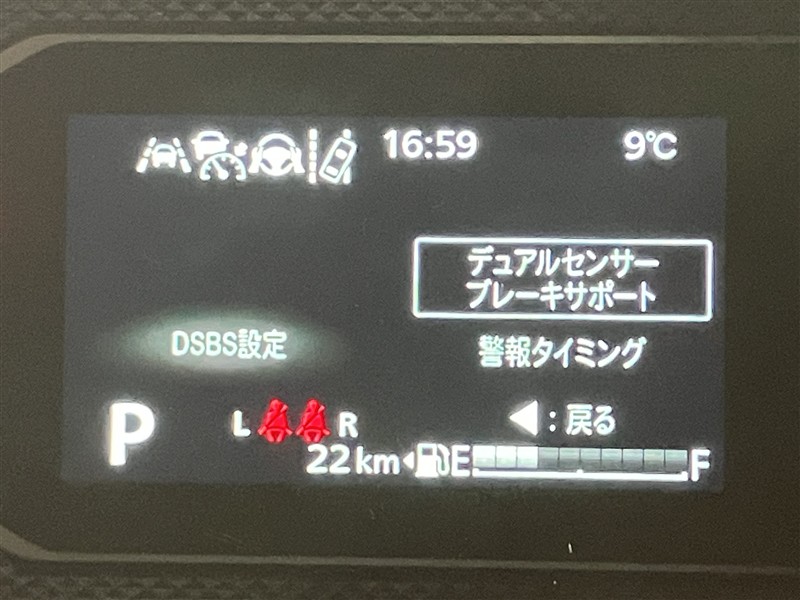 16:59 9℃
デュアルセンサー
ブレーキサポート
DSBS設定 警報タイミング
P L R ◀:戻る
22km E F